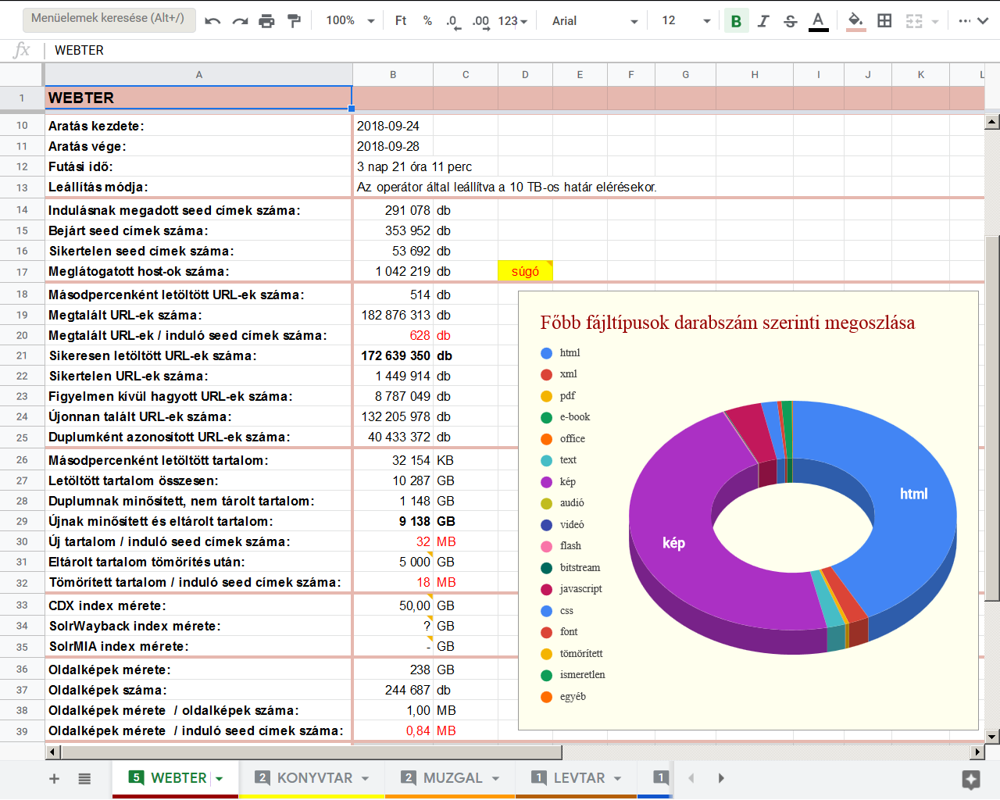 Menüelemek keresése (Alt+/) 100% Ft % .0 .00 123 Arial 12 B I S A
fx WEBTER
A B C D E F G H I J K L
1 WEBTER
10 Aratás kezdete: 2018-09-24
11 Aratás vége: 2018-09-28
12 Futási idő: 3 nap 21 óra 11 perc
13 Leállítás módja: Az operátor által leállítva a 10 TB-os határ elérésekor.
14 Indulásnak megadott seed címek száma: 291 078 db
15 Bejárt seed címek száma: 353 952 db
16 Sikertelen seed címek száma: 53 692 db
17 Meglátogatott host-ok száma: 1 042 219 db súgó
18 Másodpercenként letöltött URL-ek száma: 514 db
19 Megtalált URL-ek száma: 182 876 313 db
20 Megtalált URL-ek / induló seed címek száma: 628 db
21 Sikeresen letöltött URL-ek száma: 172 639 350 db
22 Sikertelen URL-ek száma: 1 449 914 db
23 Figyelmen kívül hagyott URL-ek száma: 8 787 049 db
24 Újonnan talált URL-ek száma: 132 205 978 db
25 Duplumként azonosított URL-ek száma: 40 433 372 db
26 Másodpercenként letöltött tartalom: 32 154 KB
27 Letöltött tartalom összesen: 10 287 GB
28 Duplumnak minősített, nem tárolt tartalom: 1 148 GB
29 Újnak minősített és eltárolt tartalom: 9 138 GB
30 Új tartalom / induló seed címek száma: 32 MB
31 Eltárolt tartalom tömörítés után: 5 000 GB
32 Tömörített tartalom / induló seed címek száma: 18 MB
33 CDX index mérete: 50,00 GB
34 SolrWayback index mérete: ? GB
35 SolrMIA index mérete: - GB
36 Oldalképek mérete: 238 GB
37 Oldalképek száma: 244 687 db
38 Oldalképek mérete / oldalképek száma: 1,00 MB
39 Oldalképek mérete / induló seed címek száma: 0,84 MB
Főbb fájltípusok darabszám szerinti megoszlása
html
xml
pdf
e-book
office
text
kép
audió
videó
flash
bitstream
javascript
css
font
tömörített
ismeretlen
egyéb
html
kép
5 WEBTER 2 KONYVTAR 2 MUZGAL 1 LEVTAR 1